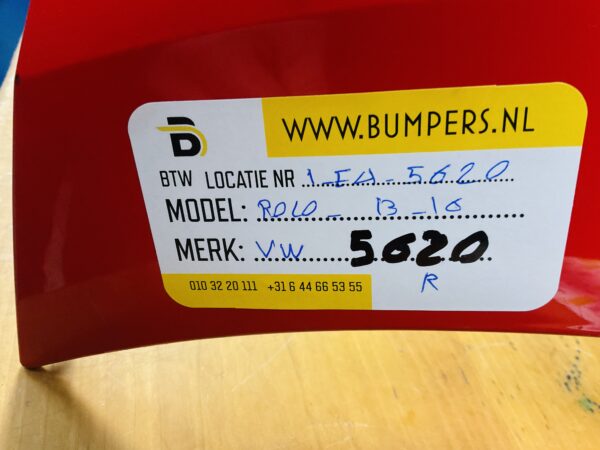 WWW.BUMPERS.NL
BTW LOCATIE NR 1-EA-5620
MODEL: POLO - 13-16
MERK: VW 5620
R
010 32 20 111 +31 6 44 66 53 55